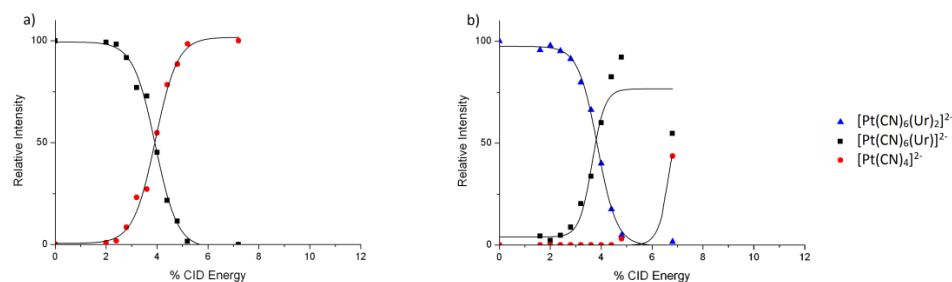 a)
100
50
0
Relative Intensity
0 2 4 6 8 10 12
% CID Energy
b)
100
50
0
Relative Intensity
0 2 4 6 8 10 12
% CID Energy
[Pt(CN)₆(Ur)₂]²⁻
[Pt(CN)₆(Ur)]²⁻
[Pt(CN)₄]²⁻